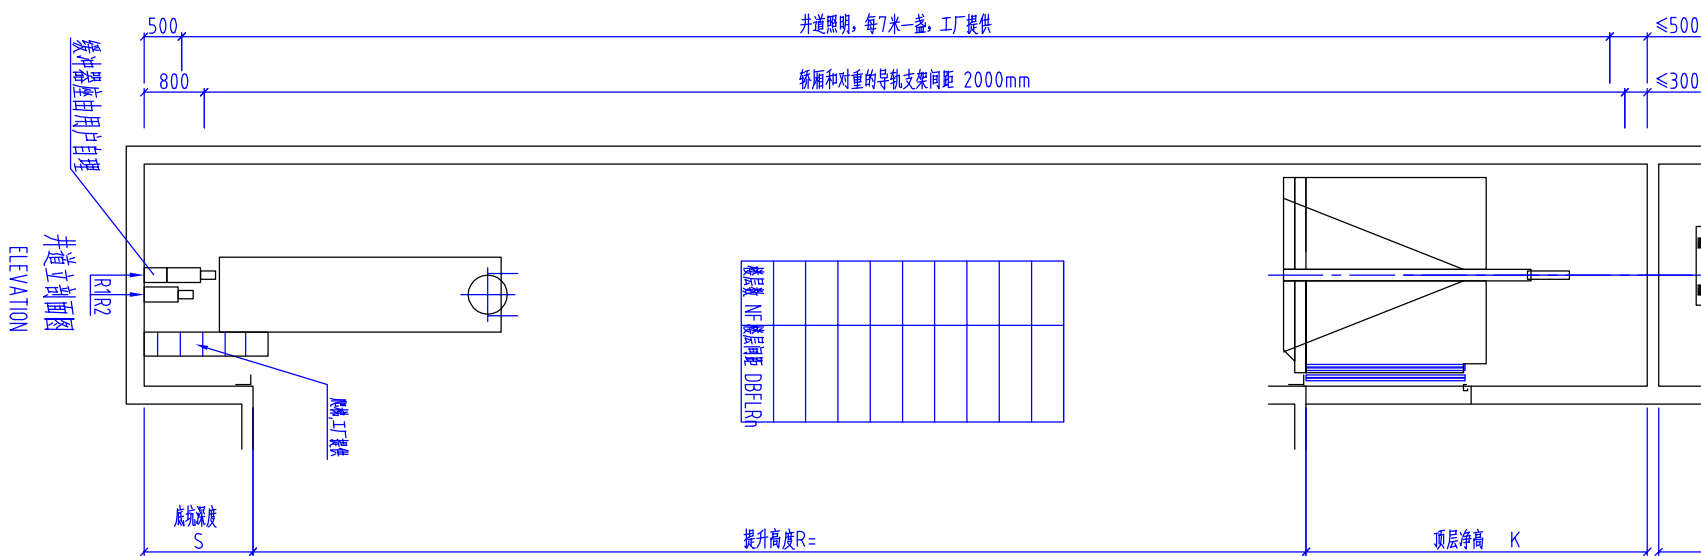 500
井道照明，每7米一盏，工厂提供
≤500
800
轿厢和对重的导轨支架间距 2000mm
≤300
缓冲器座由用户自理
井道立剖面图
ELEVATION
R1R2
爬梯,工厂提供
楼层数 NF
楼层间距 DBFLRn
底坑深度
S
提升高度R=
顶层净高 K